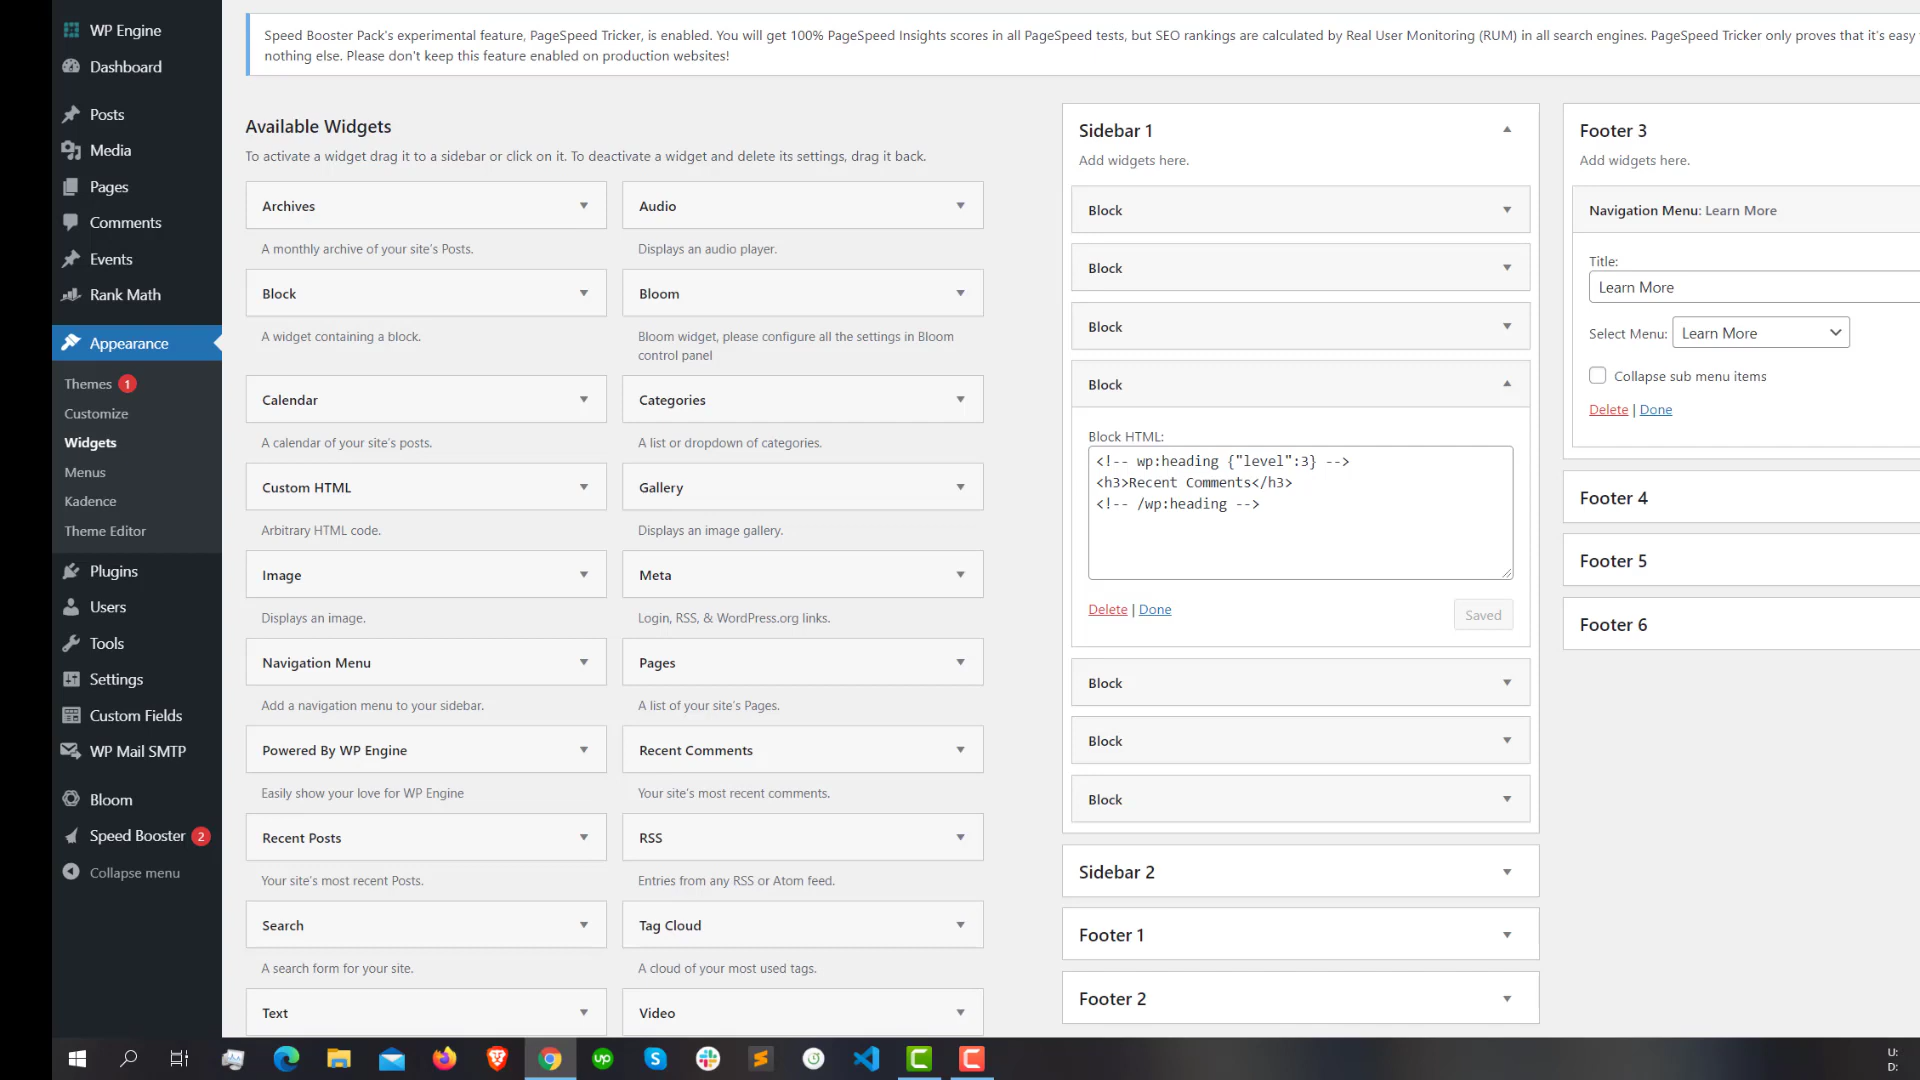 WP Engine
Dashboard
Posts
Media
Pages
Comments
Events
Rank Math
Appearance
Themes 1
Customize
Widgets
Menus
Kadence
Theme Editor
Plugins
Users
Tools
Settings
Custom Fields
WP Mail SMTP
Bloom
Speed Booster 2
Collapse menu
Speed Booster Pack's experimental feature, PageSpeed Tricker, is enabled. You will get 100% PageSpeed Insights scores in all PageSpeed tests, but SEO rankings are calculated by Real User Monitoring (RUM) in all search engines. PageSpeed Tricker only proves that it's easy
nothing else. Please don't keep this feature enabled on production websites!
Available Widgets
To activate a widget drag it to a sidebar or click on it. To deactivate a widget and delete its settings, drag it back.
Archives
A monthly archive of your site's Posts.
Audio
Displays an audio player.
Block
A widget containing a block.
Bloom
Bloom widget, please configure all the settings in Bloom
control panel
Calendar
A calendar of your site's posts.
Categories
A list or dropdown of categories.
Custom HTML
Arbitrary HTML code.
Gallery
Displays an image gallery.
Image
Displays an image.
Meta
Login, RSS, & WordPress.org links.
Navigation Menu
Add a navigation menu to your sidebar.
Pages
A list of your site's Pages.
Powered By WP Engine
Easily show your love for WP Engine
Recent Comments
Your site's most recent comments.
Recent Posts
Your site's most recent Posts.
RSS
Entries from any RSS or Atom feed.
Search
A search form for your site.
Tag Cloud
A cloud of your most used tags.
Text
Video
Sidebar 1
Add widgets here.
Block
Block
Block
Block
Block HTML:
<!-- wp:heading {"level":3} -->
<h3>Recent Comments</h3>
<!-- /wp:heading -->
Delete | Done
Saved
Block
Block
Block
Sidebar 2
Footer 1
Footer 2
Footer 3
Add widgets here.
Navigation Menu: Learn More
Title:
Learn More
Select Menu: Learn More
Collapse sub menu items
Delete | Done
Footer 4
Footer 5
Footer 6
up
S
U:
D: